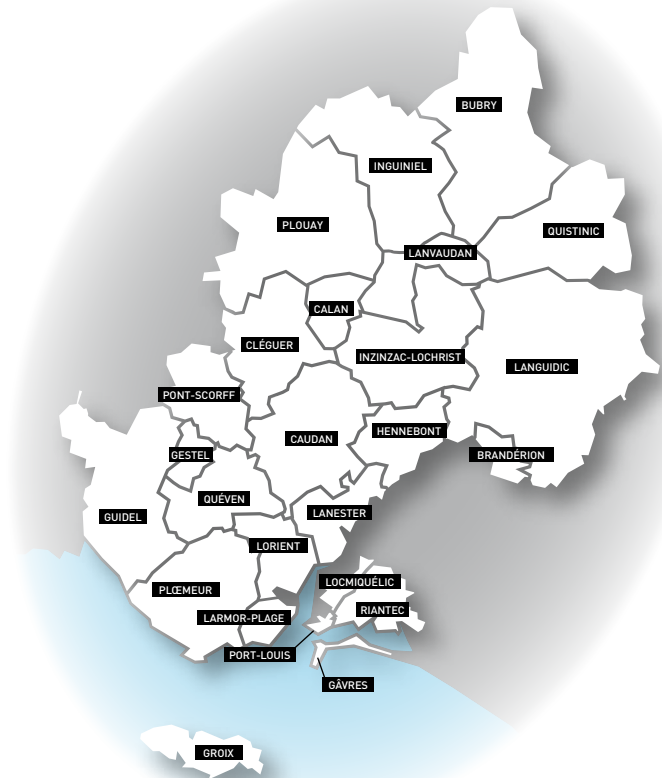 BUBRY
INGUINIEL
PLOUAY
QUISTINIC
LANVAUDAN
CALAN
CLÉGUER
INZINZAC-LOCHRIST
LANGUIDIC
PONT-SCORFF
HENNEBONT
CAUDAN
GESTEL
BRANDÉRION
QUÉVEN
GUIDEL
LANESTER
LORIENT
LOCMIQUÉLIC
PLŒMEUR
RIANTEC
LARMOR-PLAGE
PORT-LOUIS
GÂVRES
GROIX